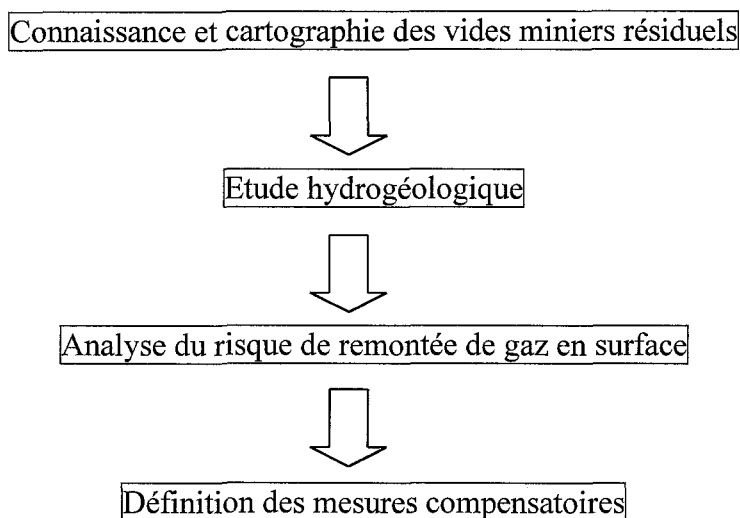 Connaissance et cartographie des vides miniers résiduels
Etude hydrogéologique
Analyse du risque de remontée de gaz en surface
Définition des mesures compensatoires